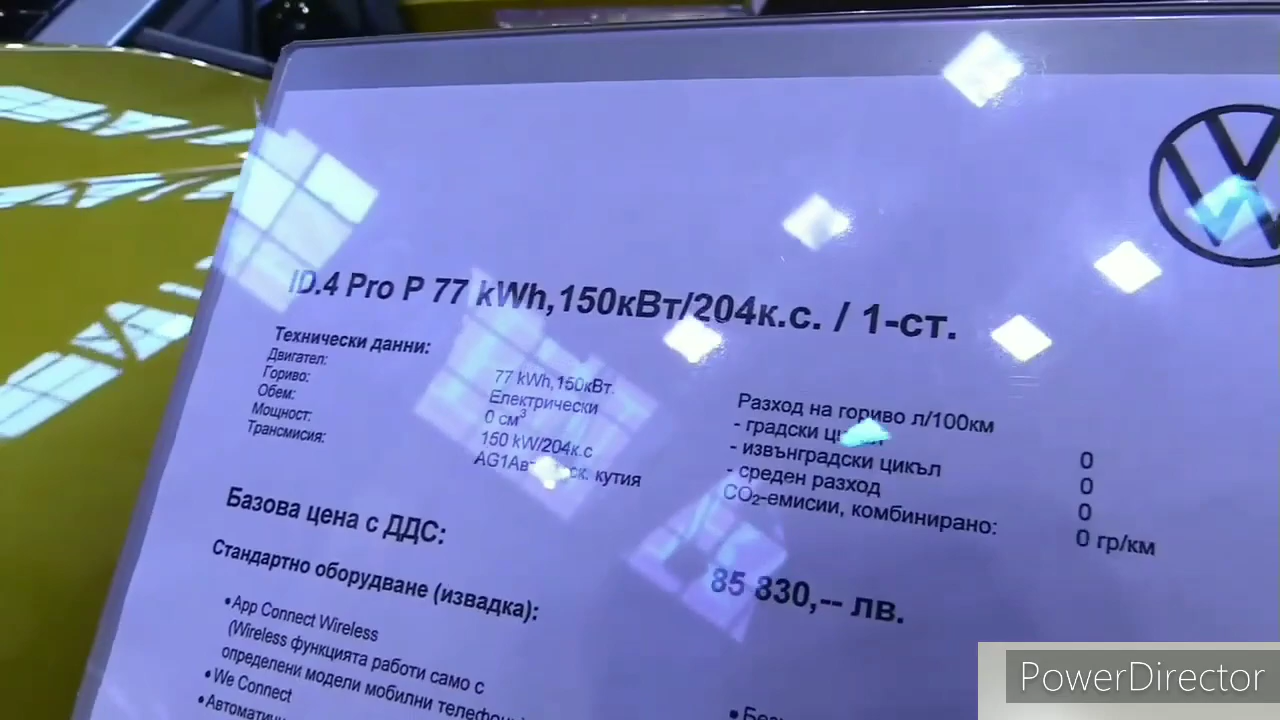 ID.4 Pro P 77 kWh,150кВт/204к.с. / 1-ст.
Технически данни:
Двигател: 77 kWh,150кВт.
Гориво: Електрически
Обем: 0 см³
Мощност: 150 kW/204к.с
Трансмисия: кутия
Разход на гориво л/100км
- градски 0
- извънградски цикъл 0
- среден разход 0
CO₂-емисии, комбинирано: 0 гр/км
Базова цена с ДДС: 85 830,-- лв.
Стандартно оборудване (извадка):
•App Connect Wireless
(Wireless функцията работи само с
определени модели мобилни
•We Connect
PowerDirector